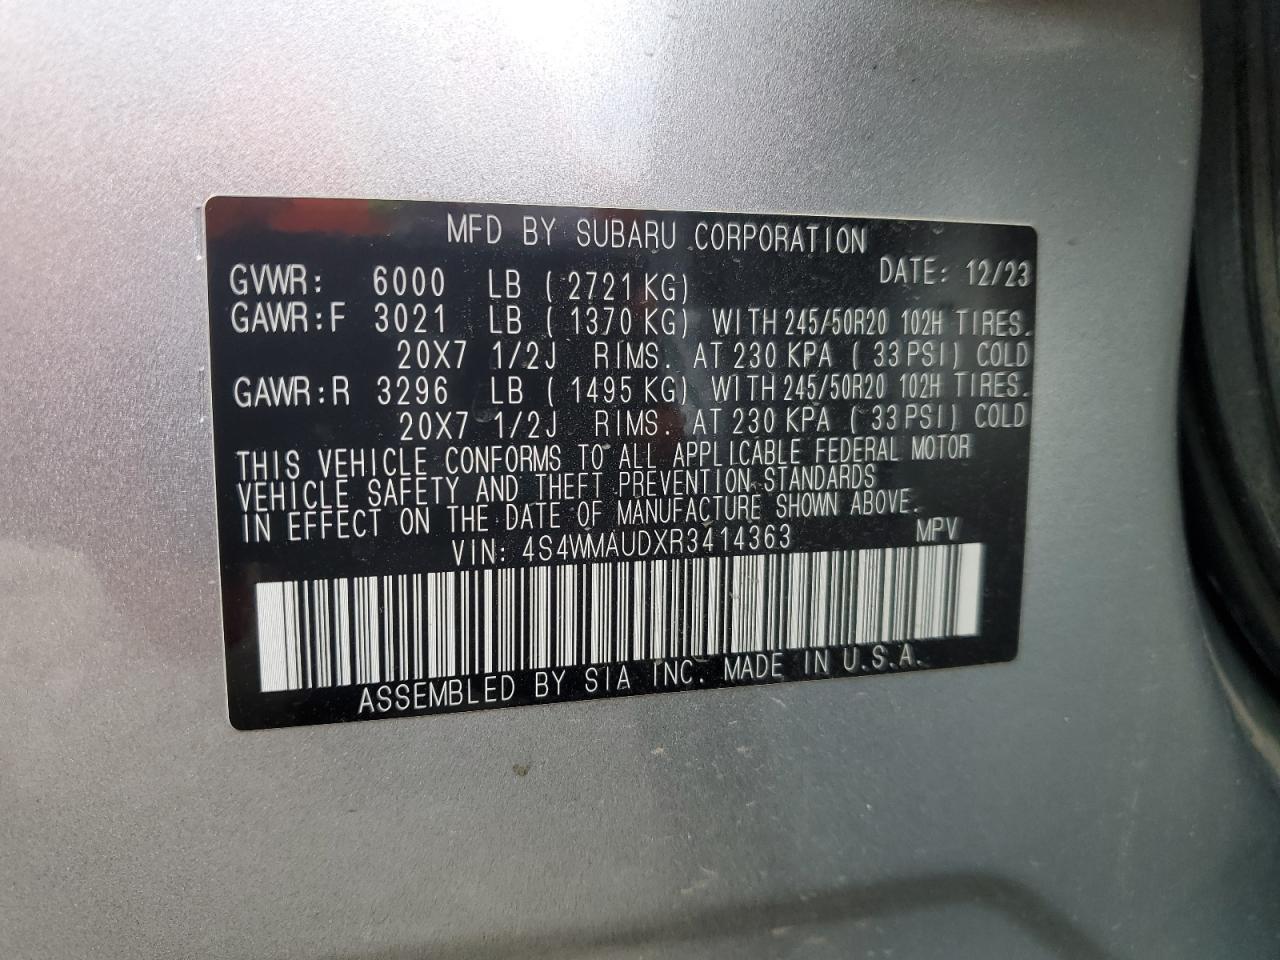 MFD BY SUBARU CORPORATION
GVWR: 6000 LB ( 2721 KG) DATE: 12/23
GAWR:F 3021 LB ( 1370 KG) WITH 245/50R20 102H TIRES.
20X7 1/2J RIMS. AT 230 KPA ( 33 PSI) COLD
GAWR:R 3296 LB ( 1495 KG) WITH 245/50R20 102H TIRES.
20X7 1/2J RIMS. AT 230 KPA ( 33 PSI) COLD
THIS VEHICLE CONFORMS TO ALL APPLICABLE FEDERAL MOTOR
VEHICLE SAFETY AND THEFT PREVENTION STANDARDS
IN EFFECT ON THE DATE OF MANUFACTURE SHOWN ABOVE.
VIN: 4S4WMAUDXR3414363 MPV
ASSEMBLED BY SIA INC. MADE IN U.S.A.